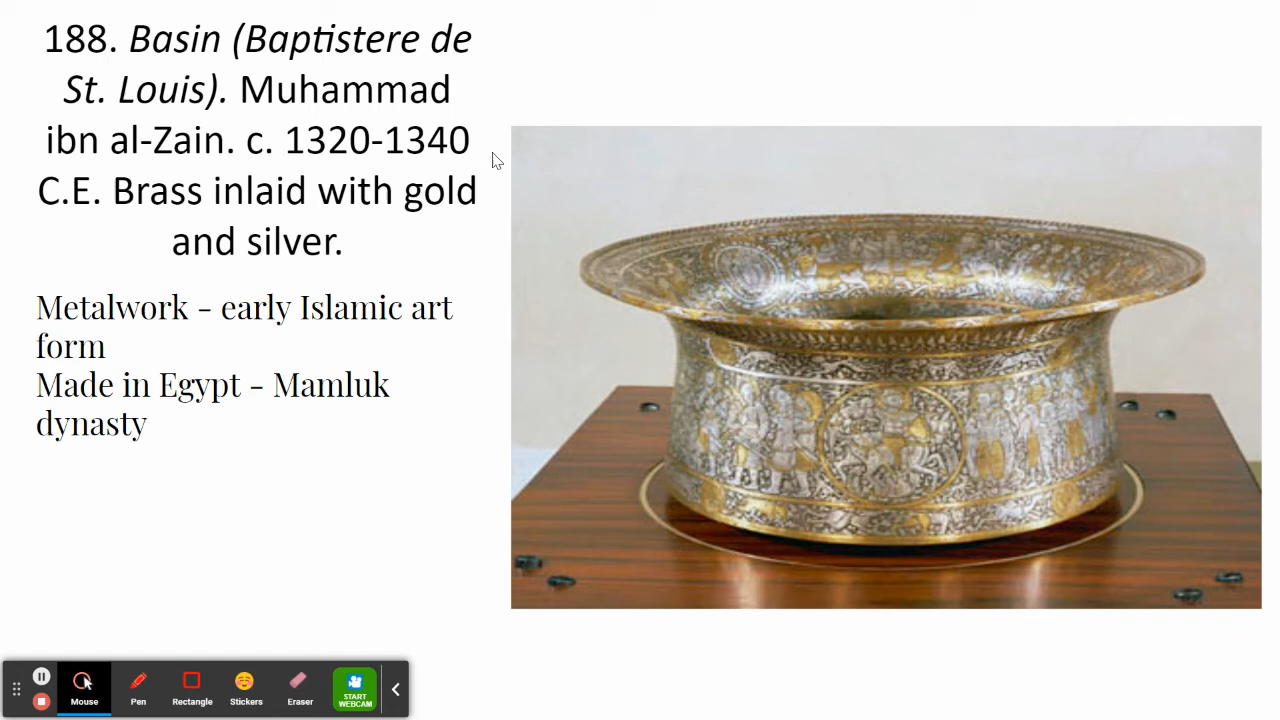 188. Basin (Baptistere de
St. Louis). Muhammad
ibn al-Zain. c. 1320-1340
C.E. Brass inlaid with gold
and silver.
Metalwork - early Islamic art
form
Made in Egypt - Mamluk
dynasty
Mouse
Pen
Rectangle
Stickers
Eraser
START
WEBCAM